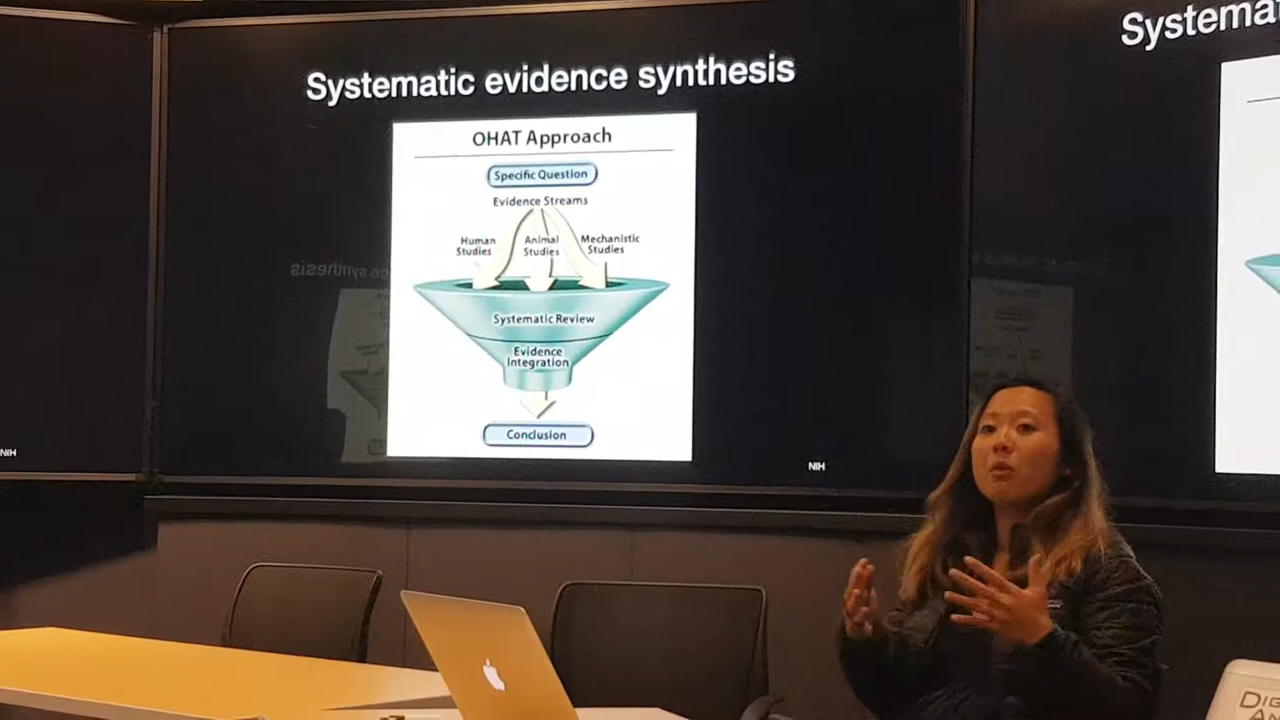 Systematic evidence synthesis
OHAT Approach
Specific Question
Evidence Streams
Human
Studies
Animal
Studies
Mechanistic
Studies
Systematic Review
Evidence
Integration
Conclusion
NIH
NIH
Systema